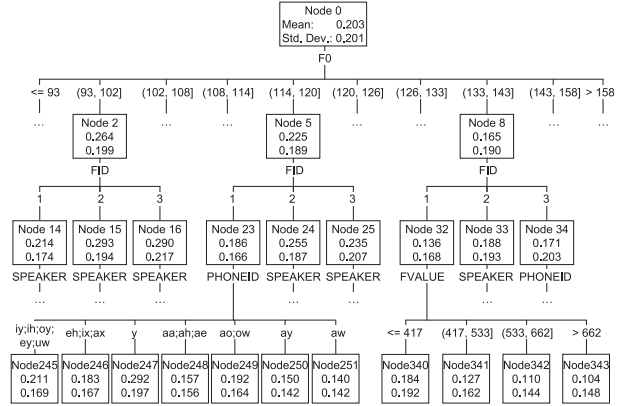 Node 0
Mean: 0.203
Std. Dev.: 0.201
F0
<= 93 (93, 102] (102, 108] (108, 114] (114, 120] (120, 126] (126, 133] (133, 143] (143, 158] > 158
... ... ... ... ... ... ...
Node 2 Node 5 Node 8
0.264 0.225 0.165
0.199 0.189 0.190
FID FID FID
1 2 3 1 2 3 1 2 3
Node 14 Node 15 Node 16 Node 23 Node 24 Node 25 Node 32 Node 33 Node 34
0.214 0.293 0.290 0.186 0.255 0.235 0.136 0.188 0.171
0.174 0.194 0.217 0.166 0.187 0.207 0.168 0.193 0.203
SPEAKER SPEAKER SPEAKER PHONEID SPEAKER SPEAKER FVALUE SPEAKER PHONEID
... ... ... ... ... ... ...
iy;ih;oy;
ey;uw eh;ix;ax y aa;ah;ae ao;ow ay aw <= 417 (417, 533] (533, 662] > 662
Node245 Node246 Node247 Node248 Node249 Node250 Node251 Node340 Node341 Node342 Node343
0.211 0.183 0.292 0.157 0.192 0.150 0.140 0.184 0.127 0.110 0.104
0.169 0.167 0.197 0.156 0.164 0.142 0.142 0.192 0.162 0.144 0.148